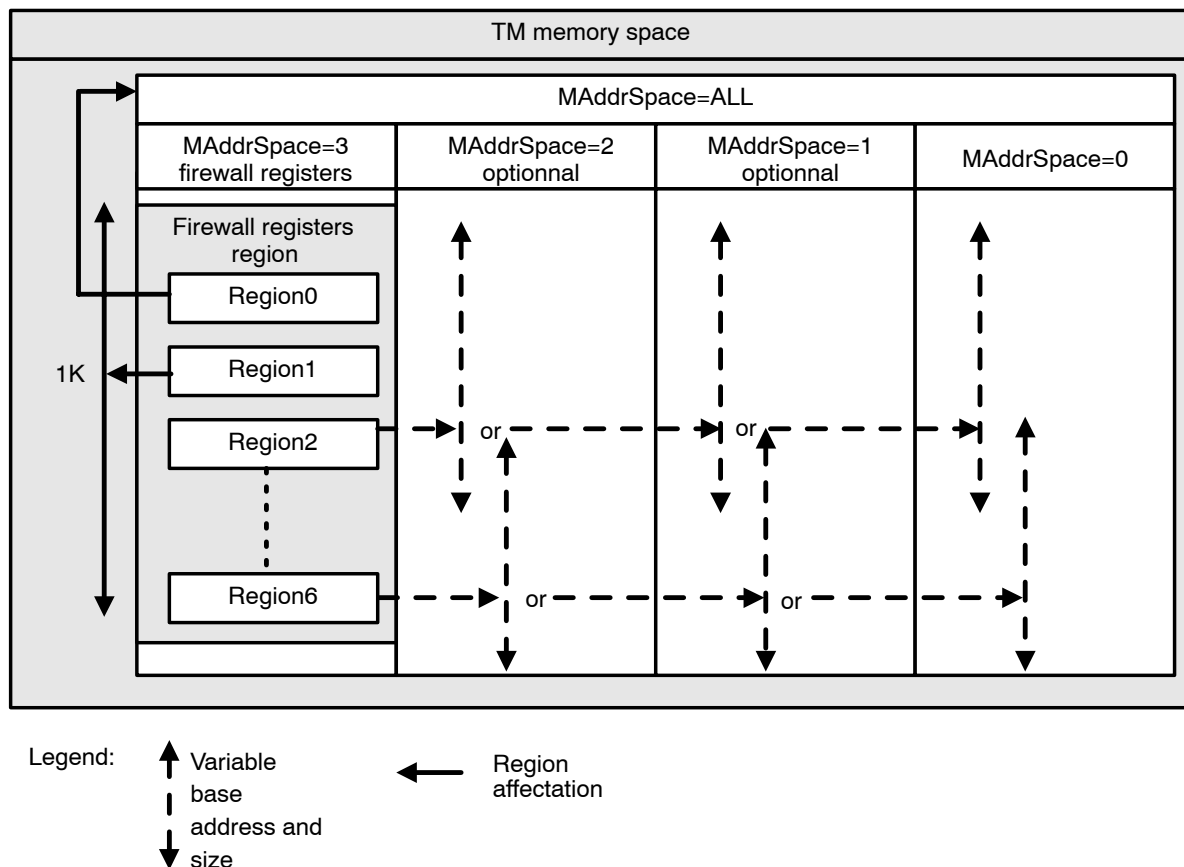 TM memory space
MAddrSpace=ALL
MAddrSpace=3
firewall registers
MAddrSpace=2
optionnal
MAddrSpace=1
optionnal
MAddrSpace=0
Firewall registers
region
Region0
Region1
1K
Region2
or
or
Region6
or
or
Legend:
Variable
base
address and
size
Region
affectation